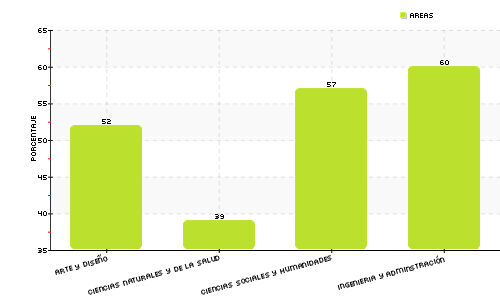 AREAS
65
60
55
50
45
40
35
PORCENTAJE
52
39
57
60
ARTE Y DISEÑO
CIENCIAS NATURALES Y DE LA SALUD
CIENCIAS SOCIALES Y HUMANIDADES
INGENIERIA Y ADMINSTRACIÓN